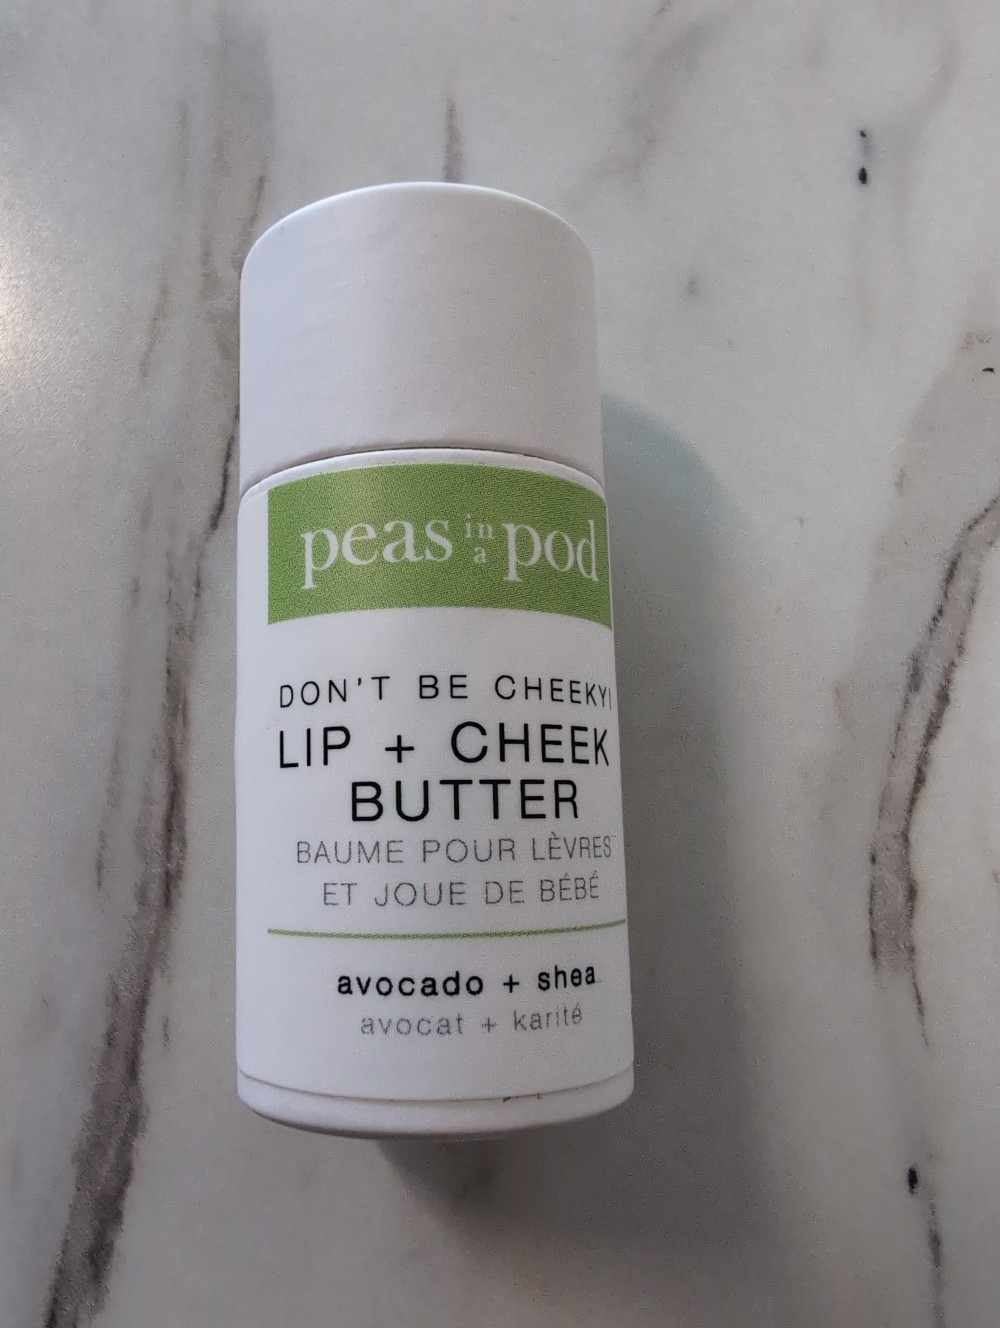 peas in a pod
DON'T BE CHEEKY!
LIP + CHEEK
BUTTER
BAUME POUR LÈVRES
ET JOUE DE BÉBÉ
avocado + shea
avocat + karité